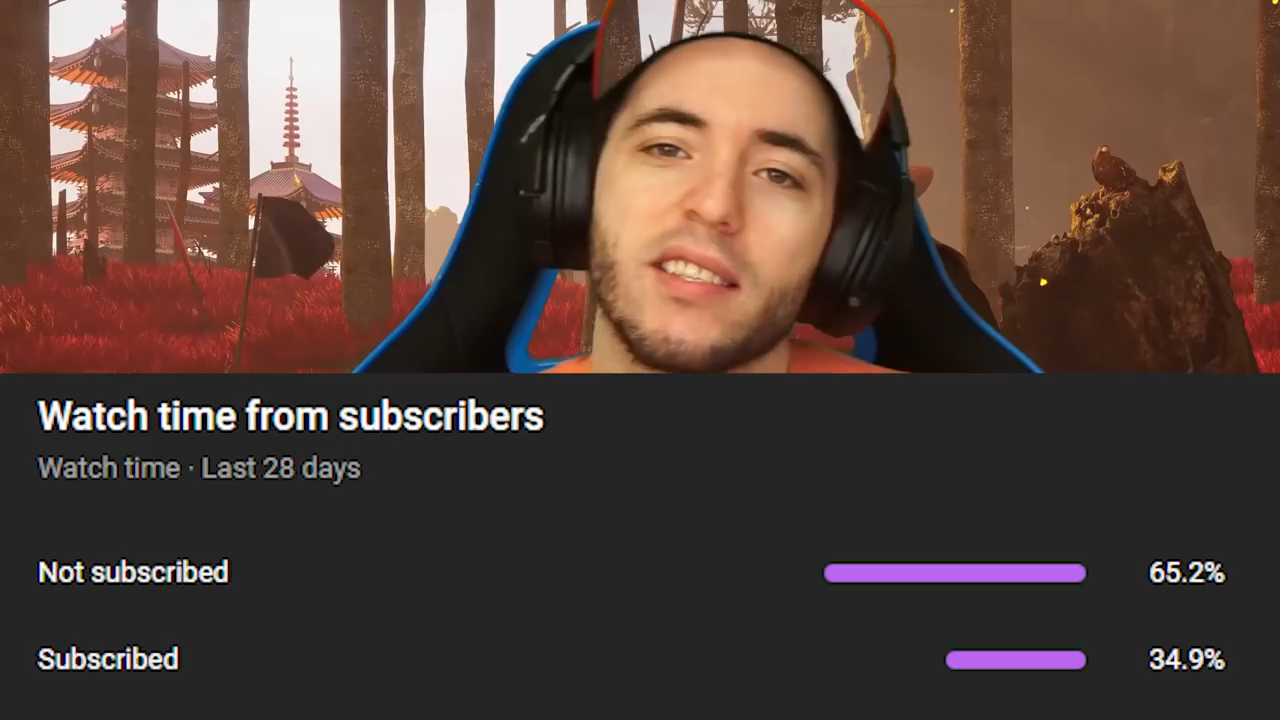 Watch time from subscribers
Watch time · Last 28 days
Not subscribed 65.2%
Subscribed 34.9%